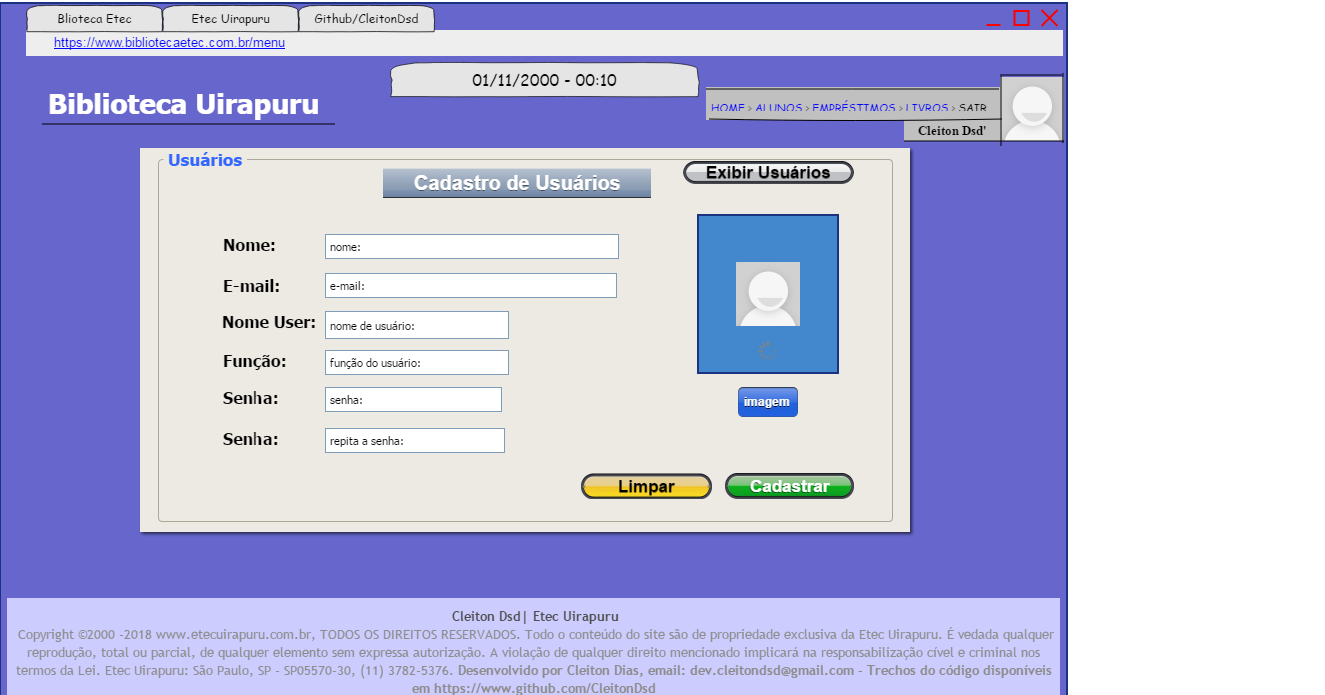 Blioteca Etec
Etec Uirapuru
Github/CleitonDsd
https://www.bibliotecaetec.com.br/menu
01/11/2000 - 00:10
Biblioteca Uirapuru
HOME > ALUNOS > EMPRÉSTIMOS > LIVROS > SAIR
Cleiton Dsd'
Usuários
Cadastro de Usuários
Exibir Usuários
Nome:
nome:
E-mail:
e-mail:
Nome User:
nome de usuário:
Função:
função do usuário:
Senha:
senha:
imagem
Senha:
repita a senha:
Limpar
Cadastrar
Cleiton Dsd| Etec Uirapuru
Copyright ©2000 -2018 www.etecuirapuru.com.br, TODOS OS DIREITOS RESERVADOS. Todo o conteúdo do site são de propriedade exclusiva da Etec Uirapuru. É vedada qualquer
reprodução, total ou parcial, de qualquer elemento sem expressa autorização. A violação de qualquer direito mencionado implicará na responsabilização cível e criminal nos
termos da Lei. Etec Uirapuru: São Paulo, SP - SP05570-30, (11) 3782-5376. Desenvolvido por Cleiton Dias, email: dev.cleitondsd@gmail.com - Trechos do código disponíveis
em https://www.github.com/CleitonDsd